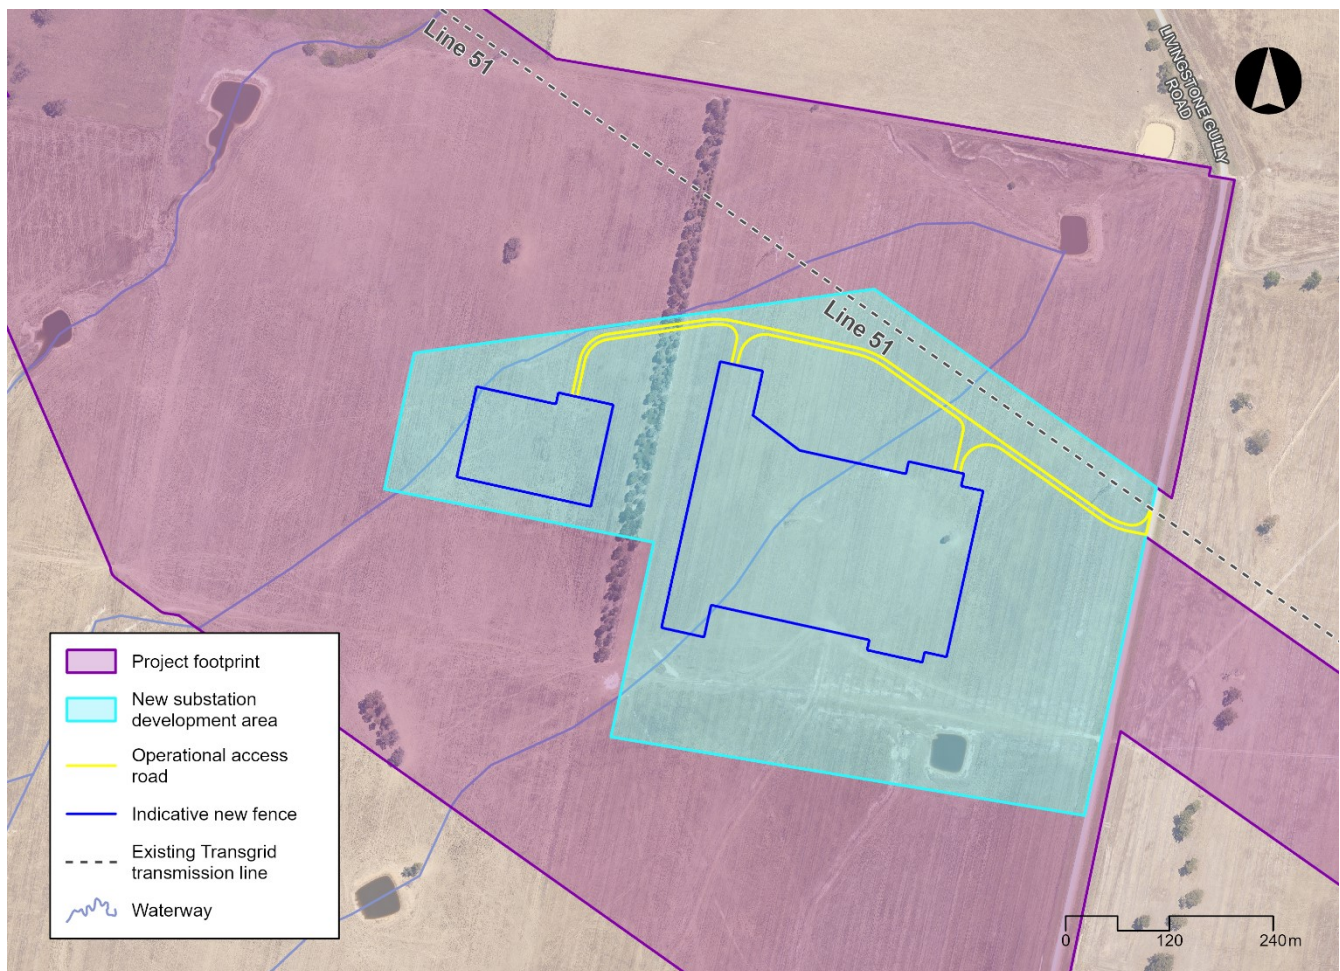 Line 51
LIVINGSTONE GULLY
ROAD
Line 51
Project footprint
New substation
development area
Operational access
road
Indicative new fence
Existing Transgrid
transmission line
Waterway
0 120 240 m